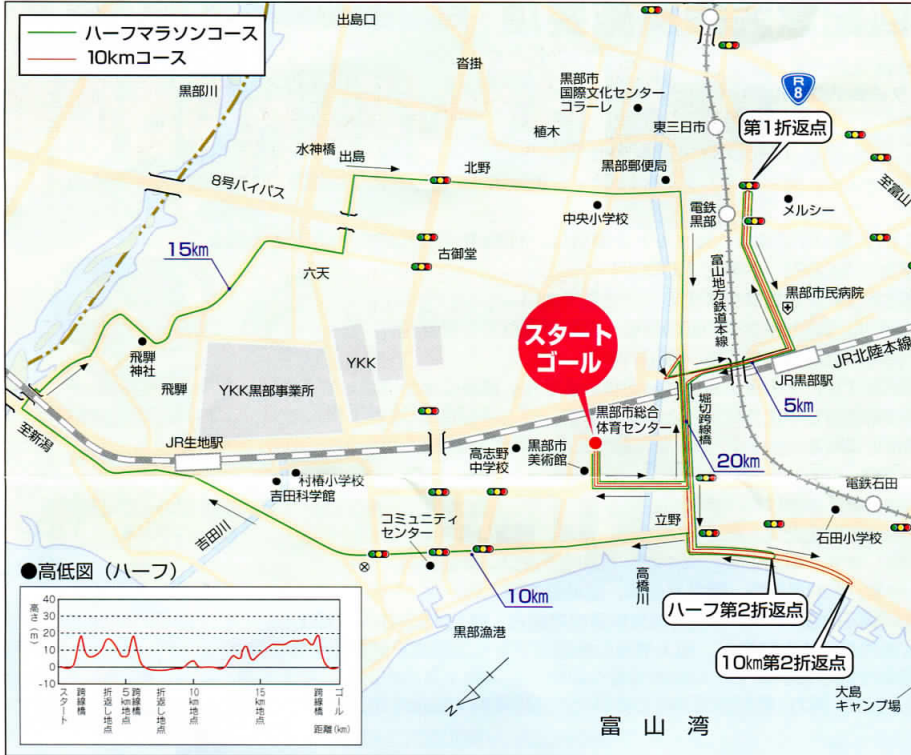 ハーフマラソンコース
10kmコース
出島口
沓掛
黒部川
黒部市
国際文化センター
コラーレ
植木
東三日市
R
8
第1折返点
水神橋
出島
北野
黒部郵便局
8号バイパス
中央小学校
電鉄
黒部
メルシー
至富山
15km
古御堂
六天
富山地方鉄道本線
黒部市民病院
スタート
ゴール
飛騨
神社
YKK
飛騨
YKK黒部事業所
JR北陸本線
JR黒部駅
5km
堀切跨線橋
黒部市総合
体育センター
至新潟
JR生地駅
高志野
中学校
黒部市
美術館
20km
村椿小学校
吉田科学館
電鉄石田
吉田川
コミュニティ
センター
立野
石田小学校
10km
高橋川
ハーフ第2折返点
黒部漁港
10km第2折返点
大島
キャンプ場
富山湾
N
●高低図(ハーフ)
高さ(m)
40
30
20
10
0
-10
スタート
跨線橋
折返し地点
5km地点
跨線橋
折返し地点
10km地点
15km地点
跨線橋
ゴール
距離(km)